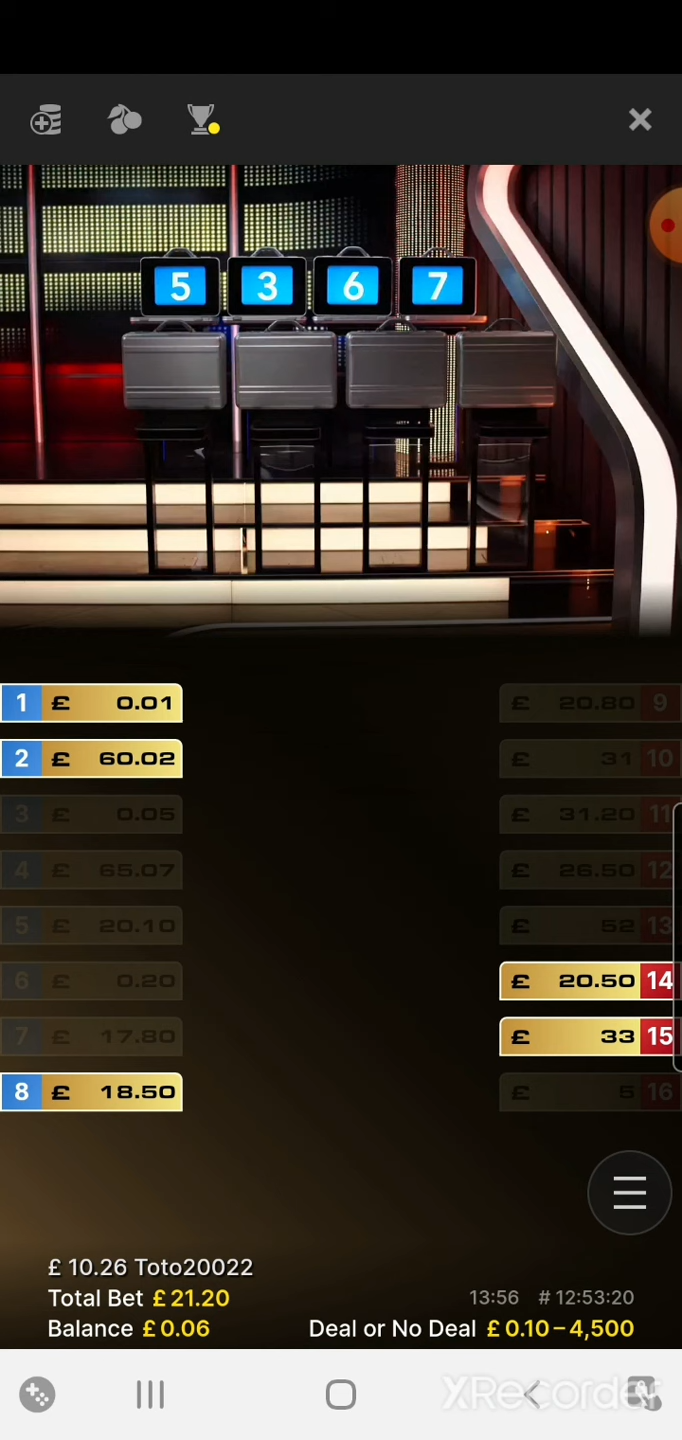 5 3 6 7
1 £ 0.01
£ 20.80 9
2 £ 60.02
£ 31 10
3 £ 0.05
£ 31.20 11
4 £ 65.07
£ 26.50 12
5 £ 20.10
£ 52 13
6 £ 0.20
£ 20.50 14
7 £ 17.80
£ 33 15
8 £ 18.50
£ 5 16
£ 10.26 Toto20022
Total Bet £ 21.20
13:56 # 12:53:20
Balance £ 0.06
Deal or No Deal £ 0.10 – 4,500
XRecorder